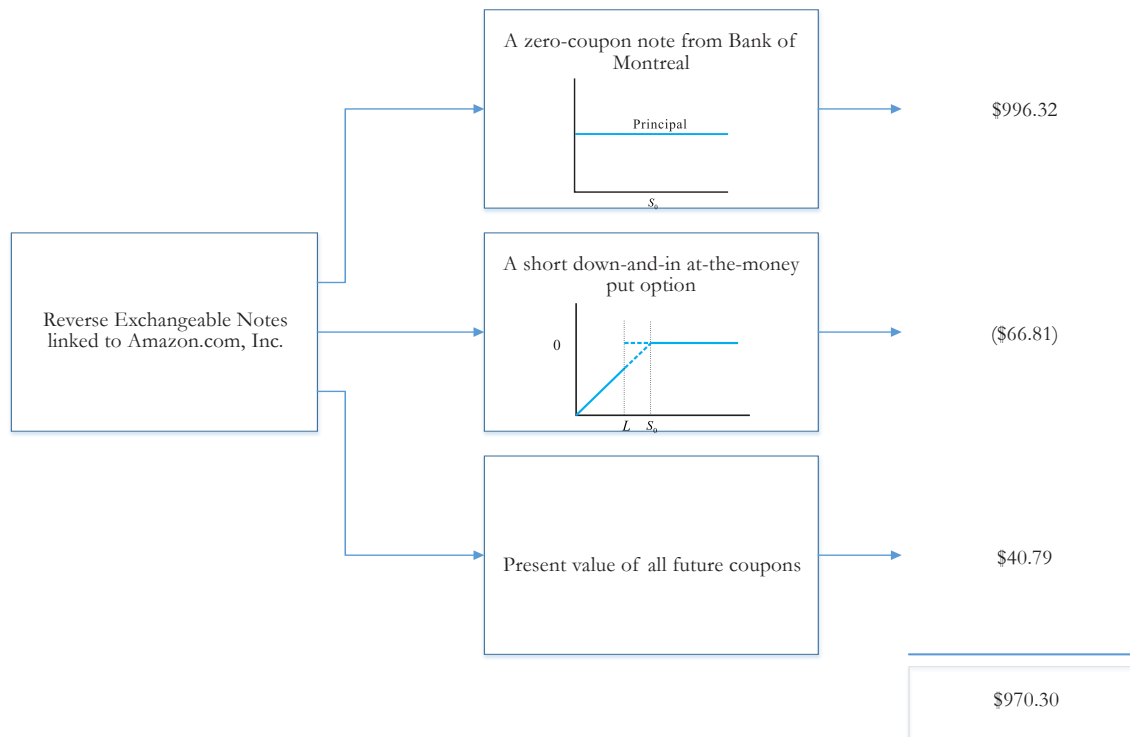 A zero-coupon note from Bank of
Montreal
Principal
S₀
$996.32
Reverse Exchangeable Notes
linked to Amazon.com, Inc.
A short down-and-in at-the-money
put option
0
L S₀
($66.81)
Present value of all future coupons
$40.79
$970.30